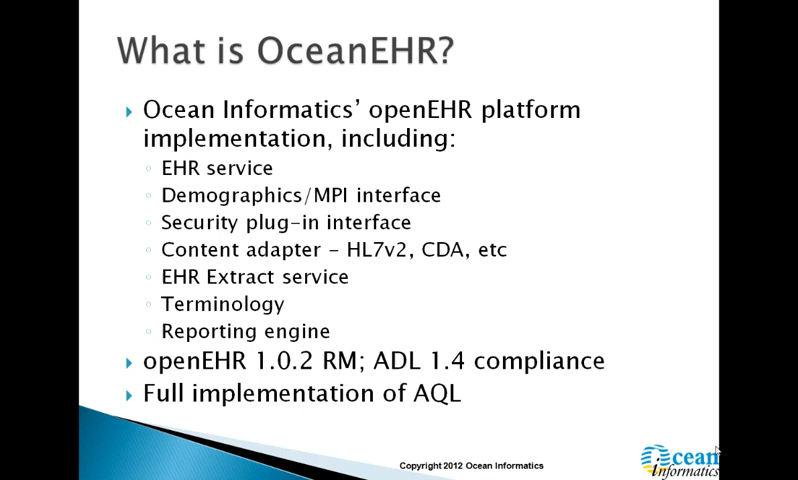 What is OceanEHR?
Ocean Informatics’ openEHR platform
implementation, including:
EHR service
Demographics/MPI interface
Security plug-in interface
Content adapter – HL7v2, CDA, etc
EHR Extract service
Terminology
Reporting engine
openEHR 1.0.2 RM; ADL 1.4 compliance
Full implementation of AQL
Copyright 2012 Ocean Informatics
Ocean
informatics